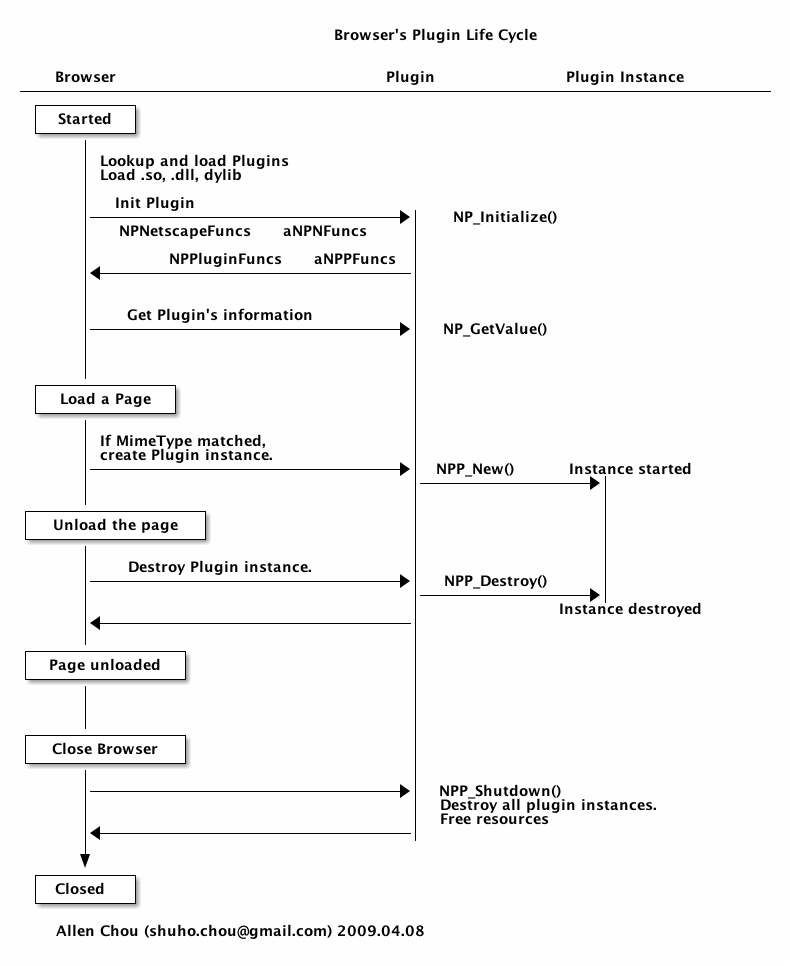 Browser's Plugin Life Cycle
Browser Plugin Plugin Instance
Started
Lookup and load Plugins
Load .so, .dll, dylib
Init Plugin NP_Initialize()
NPNetscapeFuncs aNPNFuncs
NPPluginFuncs aNPPFuncs
Get Plugin's information NP_GetValue()
Load a Page
If MimeType matched,
create Plugin instance.
NPP_New() Instance started
Unload the page
Destroy Plugin instance. NPP_Destroy()
Instance destroyed
Page unloaded
Close Browser
NPP_Shutdown()
Destroy all plugin instances.
Free resources
Closed
Allen Chou (shuho.chou@gmail.com) 2009.04.08